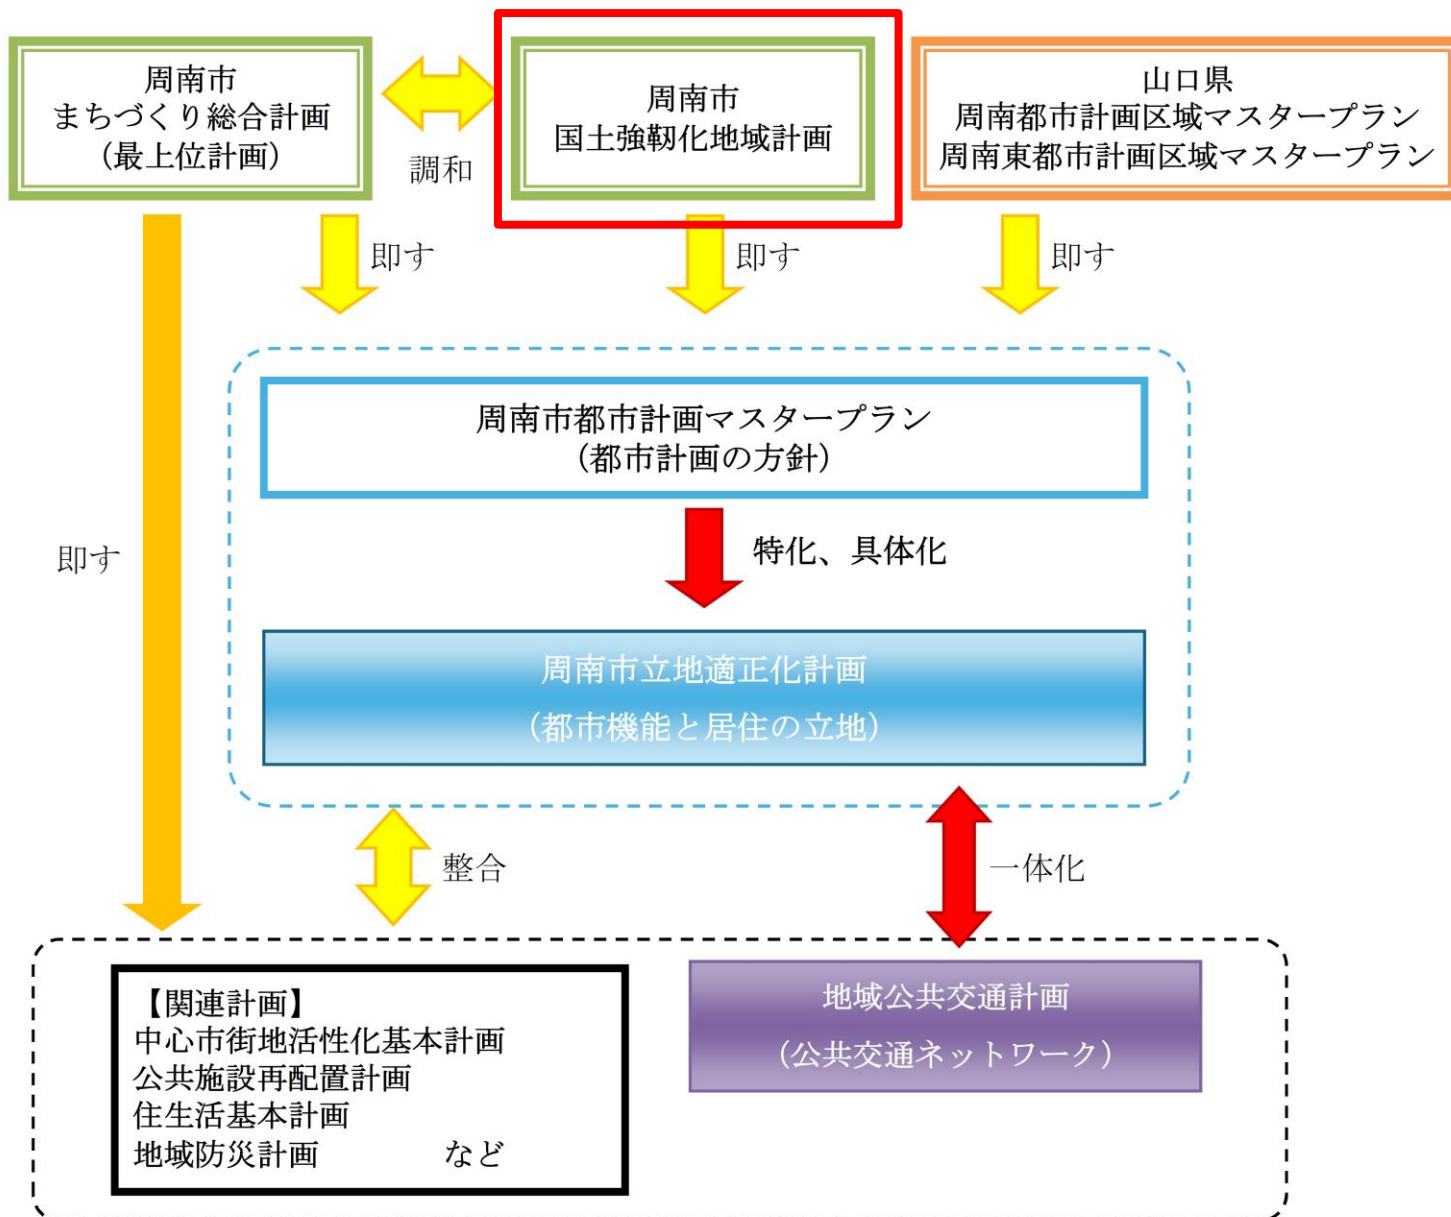 周南市
まちづくり総合計画
（最上位計画）
調和
周南市
国土強靱化地域計画
山口県
周南都市計画区域マスタープラン
周南東都市計画区域マスタープラン
即す
即す
即す
周南市都市計画マスタープラン
（都市計画の方針）
即す
特化、具体化
周南市立地適正化計画
（都市機能と居住の立地）
整合
一体化
【関連計画】
中心市街地活性化基本計画
公共施設再配置計画
住生活基本計画
地域防災計画　　　　など
地域公共交通計画
（公共交通ネットワーク）